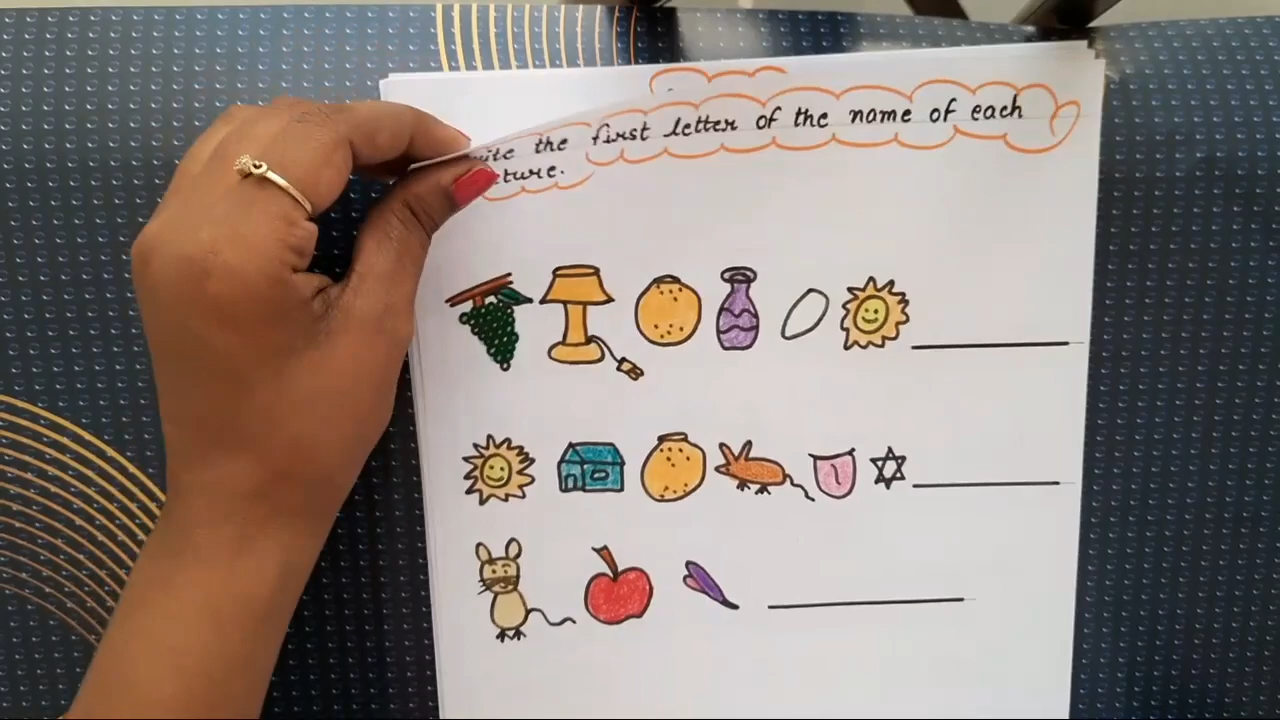 the first letter of the name of each